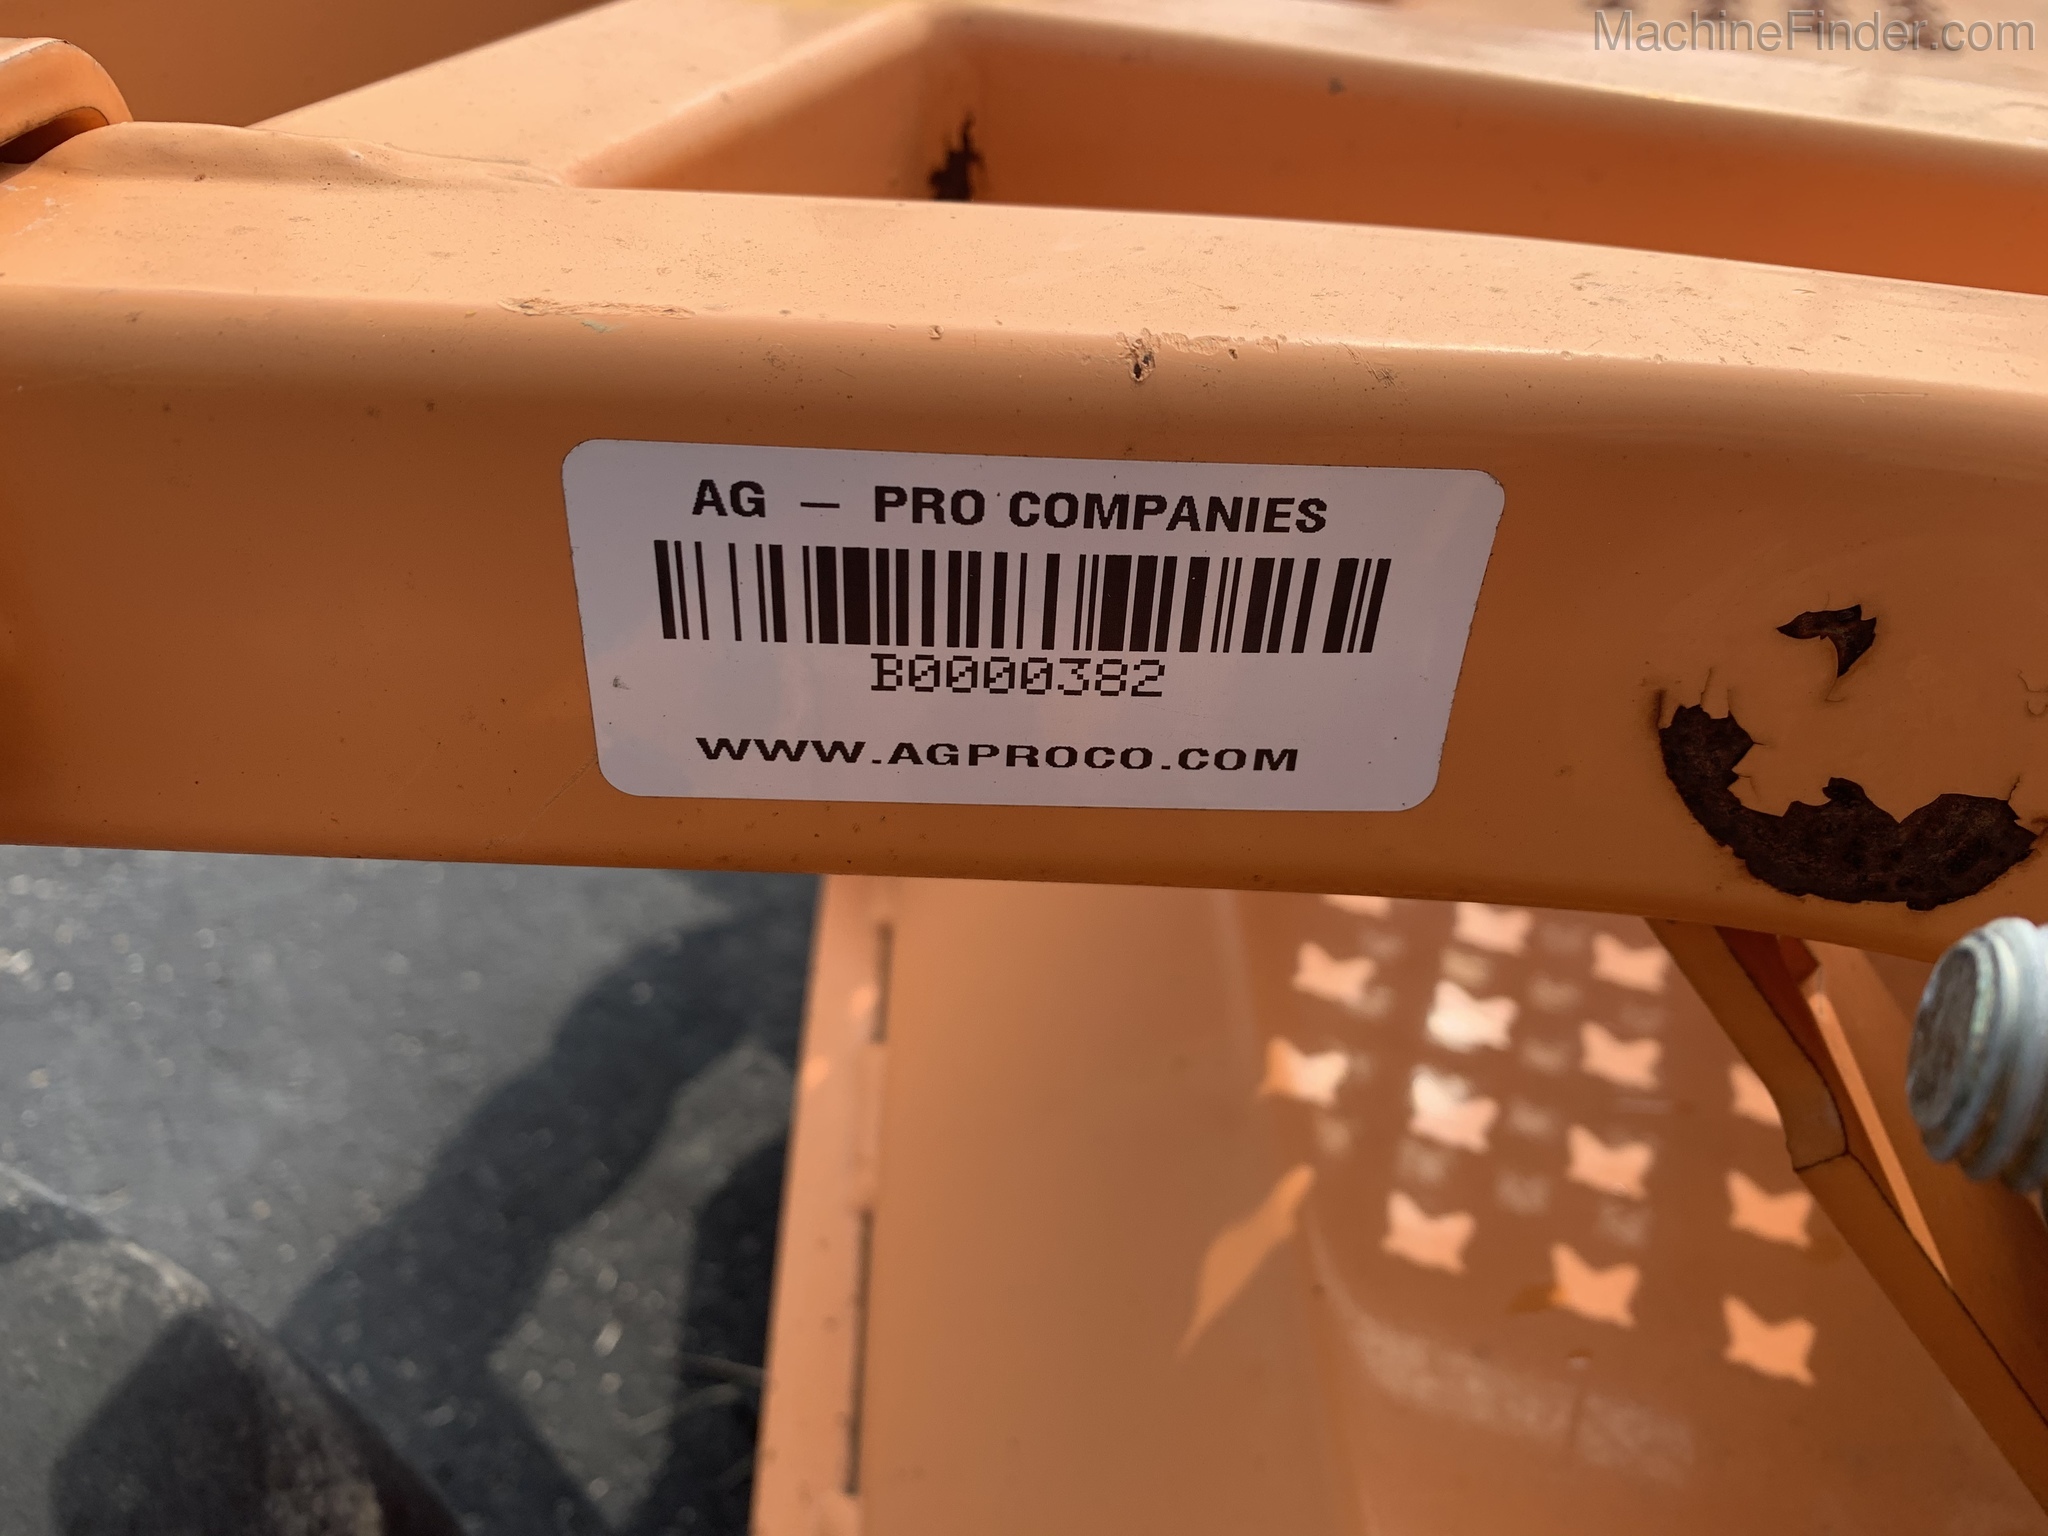 MachineFinder.com
AG - PRO COMPANIES
B0000382
WWW.AGPROCO.COM